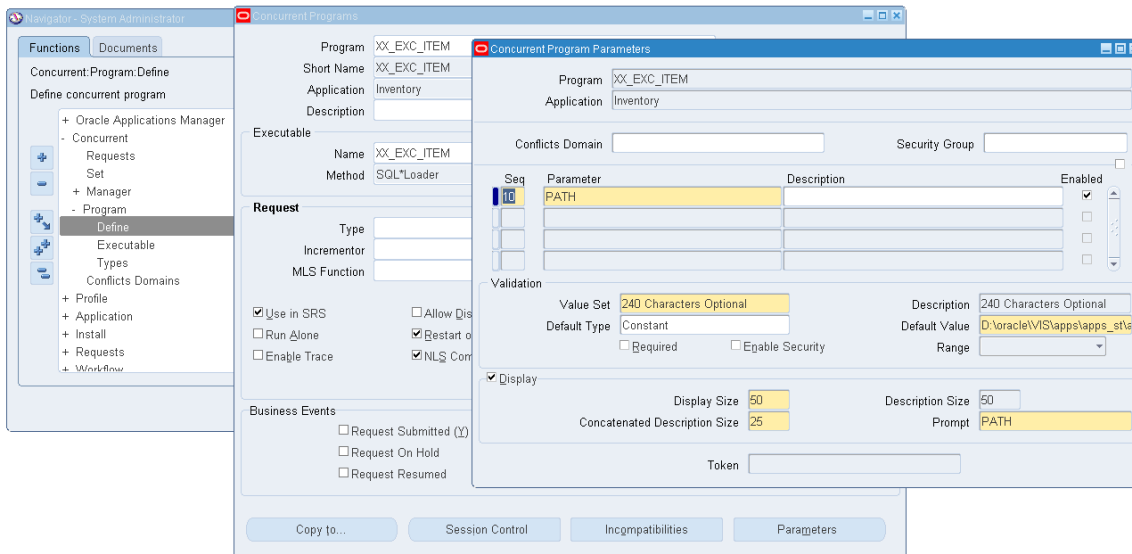 Navigator - System Administrator
Functions Documents
Concurrent:Program:Define
Define concurrent program
+ Oracle Applications Manager
- Concurrent
Requests
Set
+ Manager
- Program
Define
Executable
Types
Conflicts Domains
+ Profile
+ Application
+ Install
+ Requests
+ Workflow
Concurrent Programs
Program XX_EXC_ITEM
Short Name XX_EXC_ITEM
Application Inventory
Description
Executable
Name XX_EXC_ITEM
Method SQL*Loader
Request
Type
Incrementor
MLS Function
Use in SRS Allow Dis
Run Alone Restart o
Enable Trace NLS Com
Business Events
Request Submitted (Y)
Request On Hold
Request Resumed
Copy to... Session Control Incompatibilities Parameters
Concurrent Program Parameters
Program XX_EXC_ITEM
Application Inventory
Conflicts Domain Security Group
Seq Parameter Description Enabled
10 PATH
Validation
Value Set 240 Characters Optional Description 240 Characters Optional
Default Type Constant Default Value D:\oracle\VIS\apps\apps_st\a
Required Enable Security Range
Display
Display Size 50 Description Size 50
Concatenated Description Size 25 Prompt PATH
Token